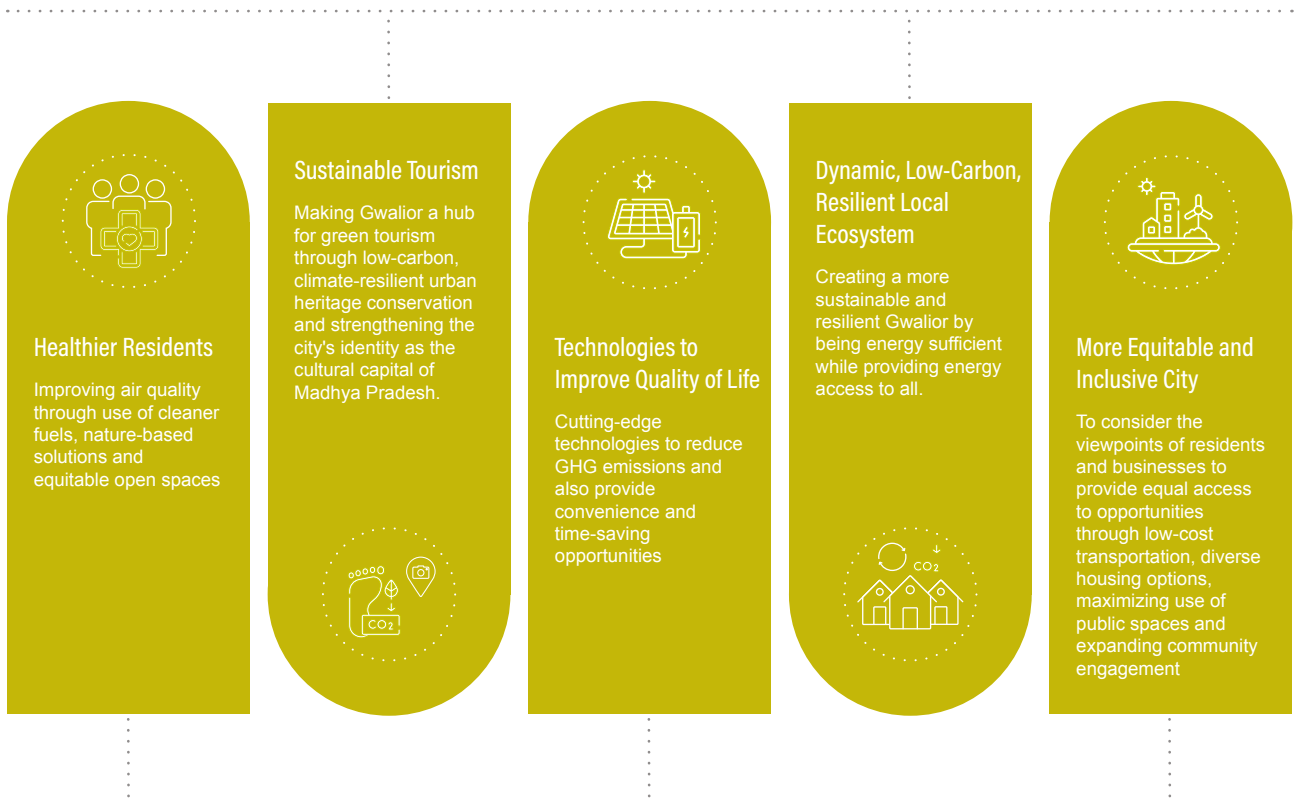 Healthier Residents
Improving air quality
through use of cleaner
fuels, nature-based
solutions and
equitable open spaces
Sustainable Tourism
Making Gwalior a hub
for green tourism
through low-carbon,
climate-resilient urban
heritage conservation
and strengthening the
city's identity as the
cultural capital of
Madhya Pradesh.
CO2
Technologies to
Improve Quality of Life
Cutting-edge
technologies to reduce
GHG emissions and
also provide
convenience and
time-saving
opportunities
Dynamic, Low-Carbon,
Resilient Local
Ecosystem
Creating a more
sustainable and
resilient Gwalior by
being energy sufficient
while providing energy
access to all.
CO2
More Equitable and
Inclusive City
To consider the
viewpoints of residents
and businesses to
provide equal access
to opportunities
through low-cost
transportation, diverse
housing options,
maximizing use of
public spaces and
expanding community
engagement